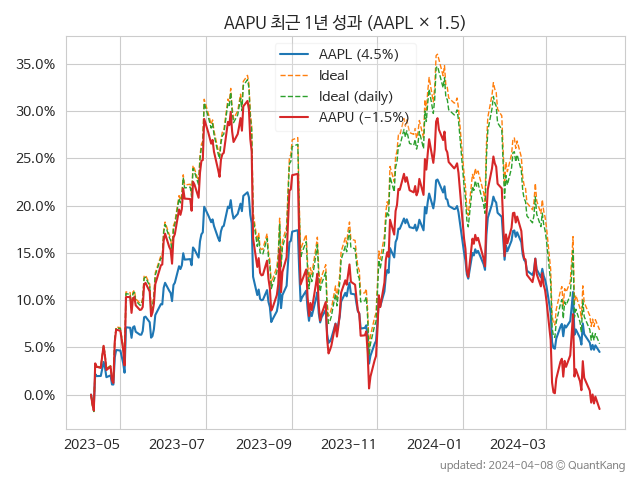 AAPU 최근 1년 성과 (AAPL × 1.5)
AAPL (4.5%)
Ideal
Ideal (daily)
AAPU (−1.5%)
35.0%
30.0%
25.0%
20.0%
15.0%
10.0%
5.0%
0.0%
2023-05 2023-07 2023-09 2023-11 2024-01 2024-03
updated: 2024-04-08 © QuantKang